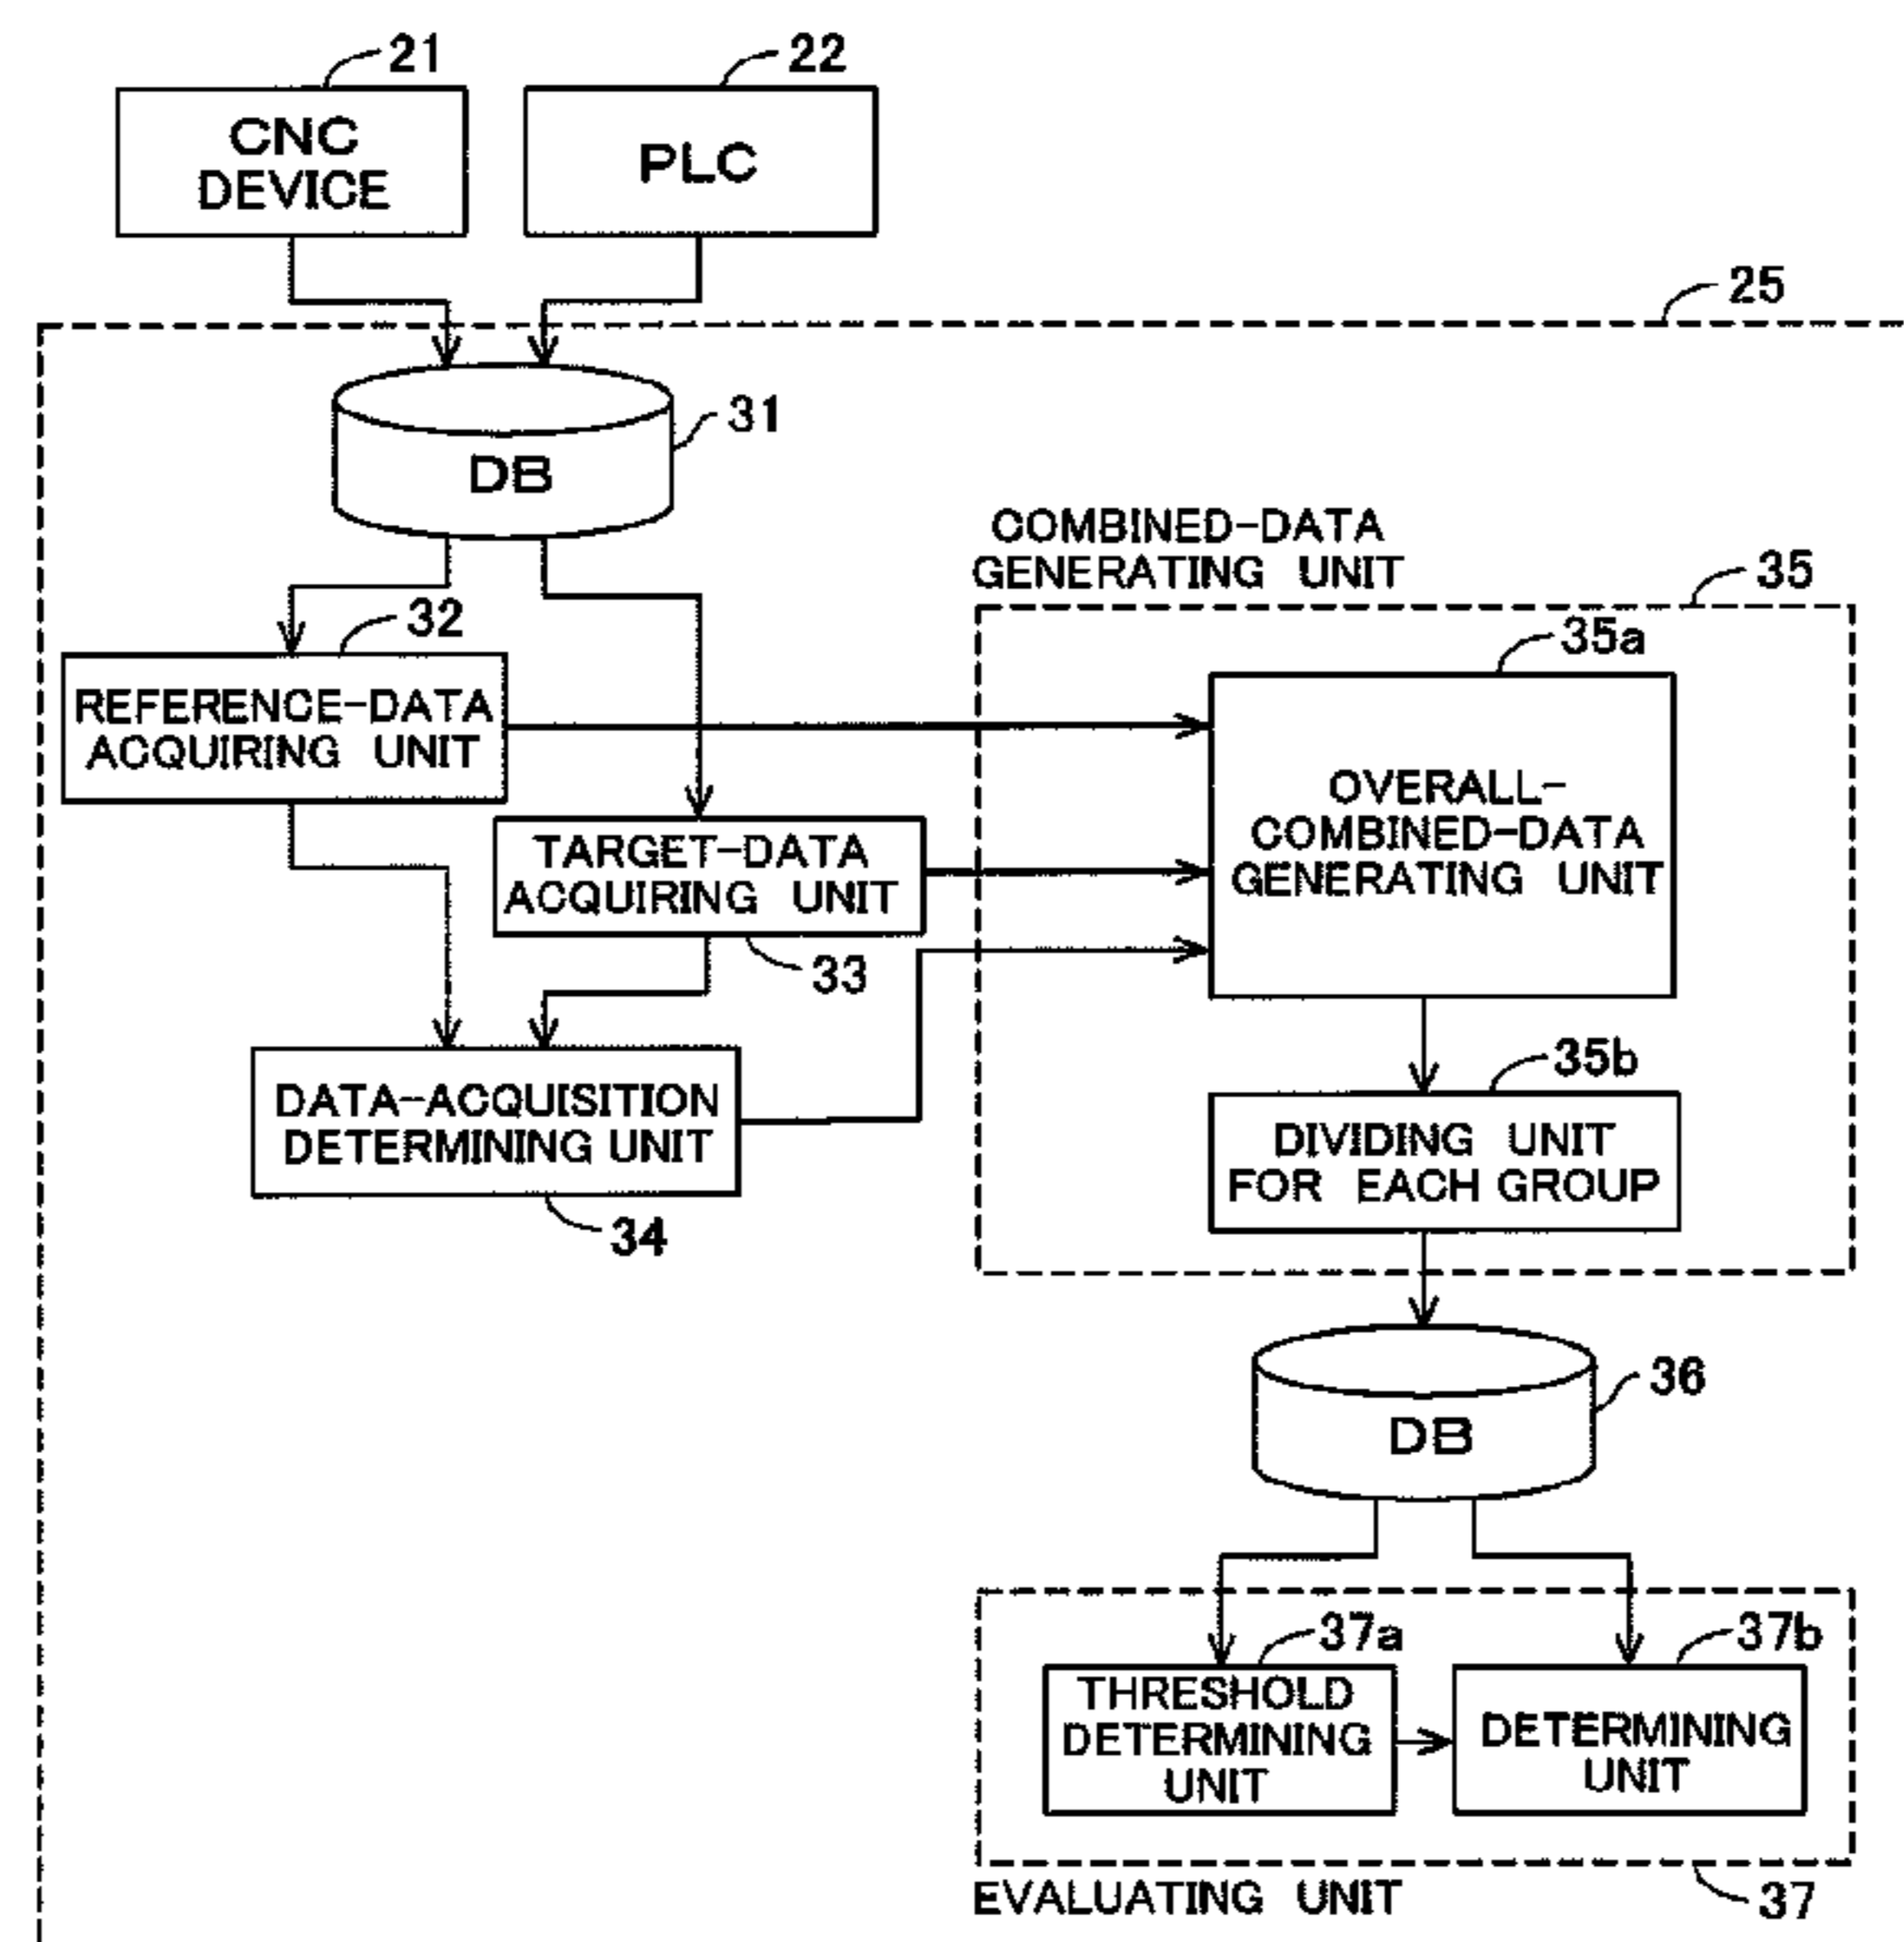 21
22
CNC
DEVICE
PLC
25
31
DB
COMBINED-DATA
GENERATING UNIT
35
32
35a
REFERENCE-DATA
ACQUIRING UNIT
OVERALL-
COMBINED-DATA
GENERATING UNIT
TARGET-DATA
ACQUIRING UNIT
33
35b
DATA-ACQUISITION
DETERMINING UNIT
DIVIDING UNIT
FOR EACH GROUP
34
36
DB
37a
37b
THRESHOLD
DETERMINING
UNIT
DETERMINING
UNIT
EVALUATING UNIT
37